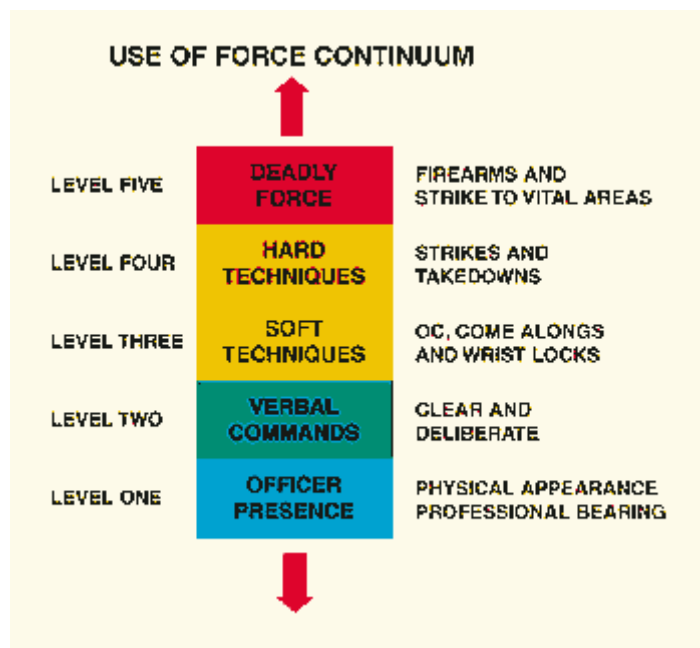 USE OF FORCE CONTINUUM
LEVEL FIVE
DEADLY
FORCE
FIREARMS AND
STRIKE TO VITAL AREAS
LEVEL FOUR
HARD
TECHNIQUES
STRIKES AND
TAKEDOWNS
LEVEL THREE
SOFT
TECHNIQUES
OC, COME ALONGS
AND WRIST LOCKS
LEVEL TWO
VERBAL
COMMANDS
CLEAR AND
DELIBERATE
LEVEL ONE
OFFICER
PRESENCE
PHYSICAL APPEARANCE
PROFESSIONAL BEARING